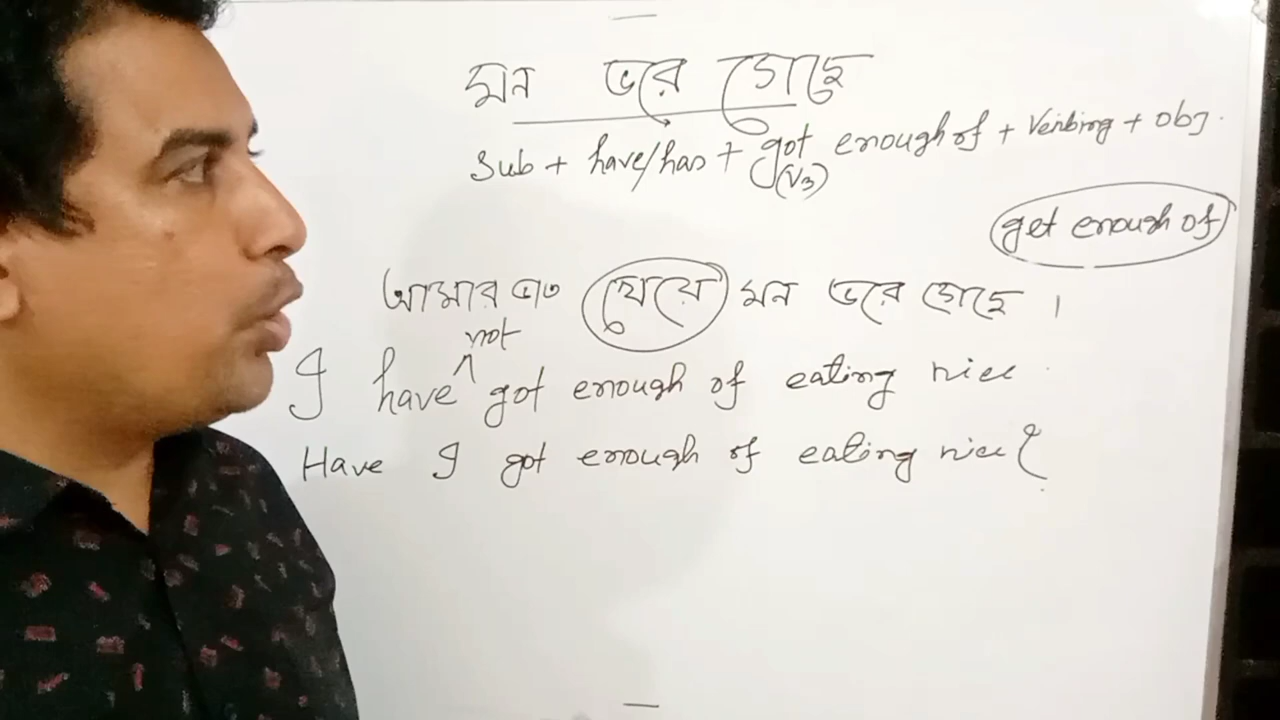 মন ভরে গেছে
Sub + have/has + got enough of + Verbing + obj.
(V3)
get enough of
আমার ভাত খেয়ে মন ভরে গেছে ।
not
I have ^ got enough of eating rice
Have I got enough of eating rice?